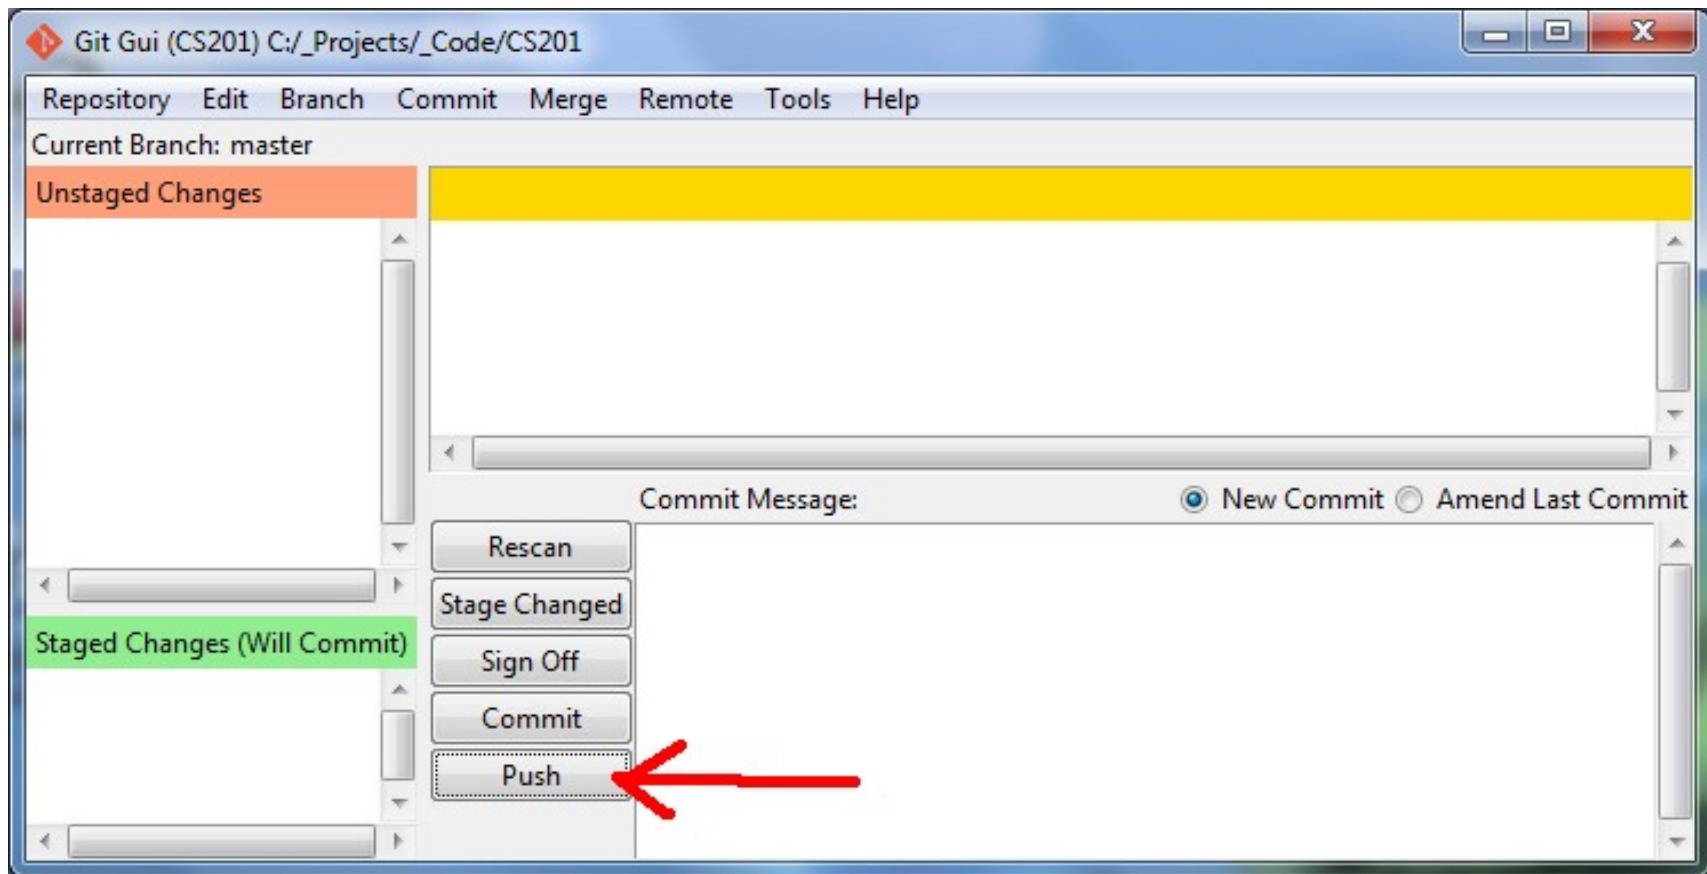 Git Gui (CS201) C:/_Projects/_Code/CS201
Repository Edit Branch Commit Merge Remote Tools Help
Current Branch: master
Unstaged Changes
Staged Changes (Will Commit)
Commit Message:
New Commit
Amend Last Commit
Rescan
Stage Changed
Sign Off
Commit
Push